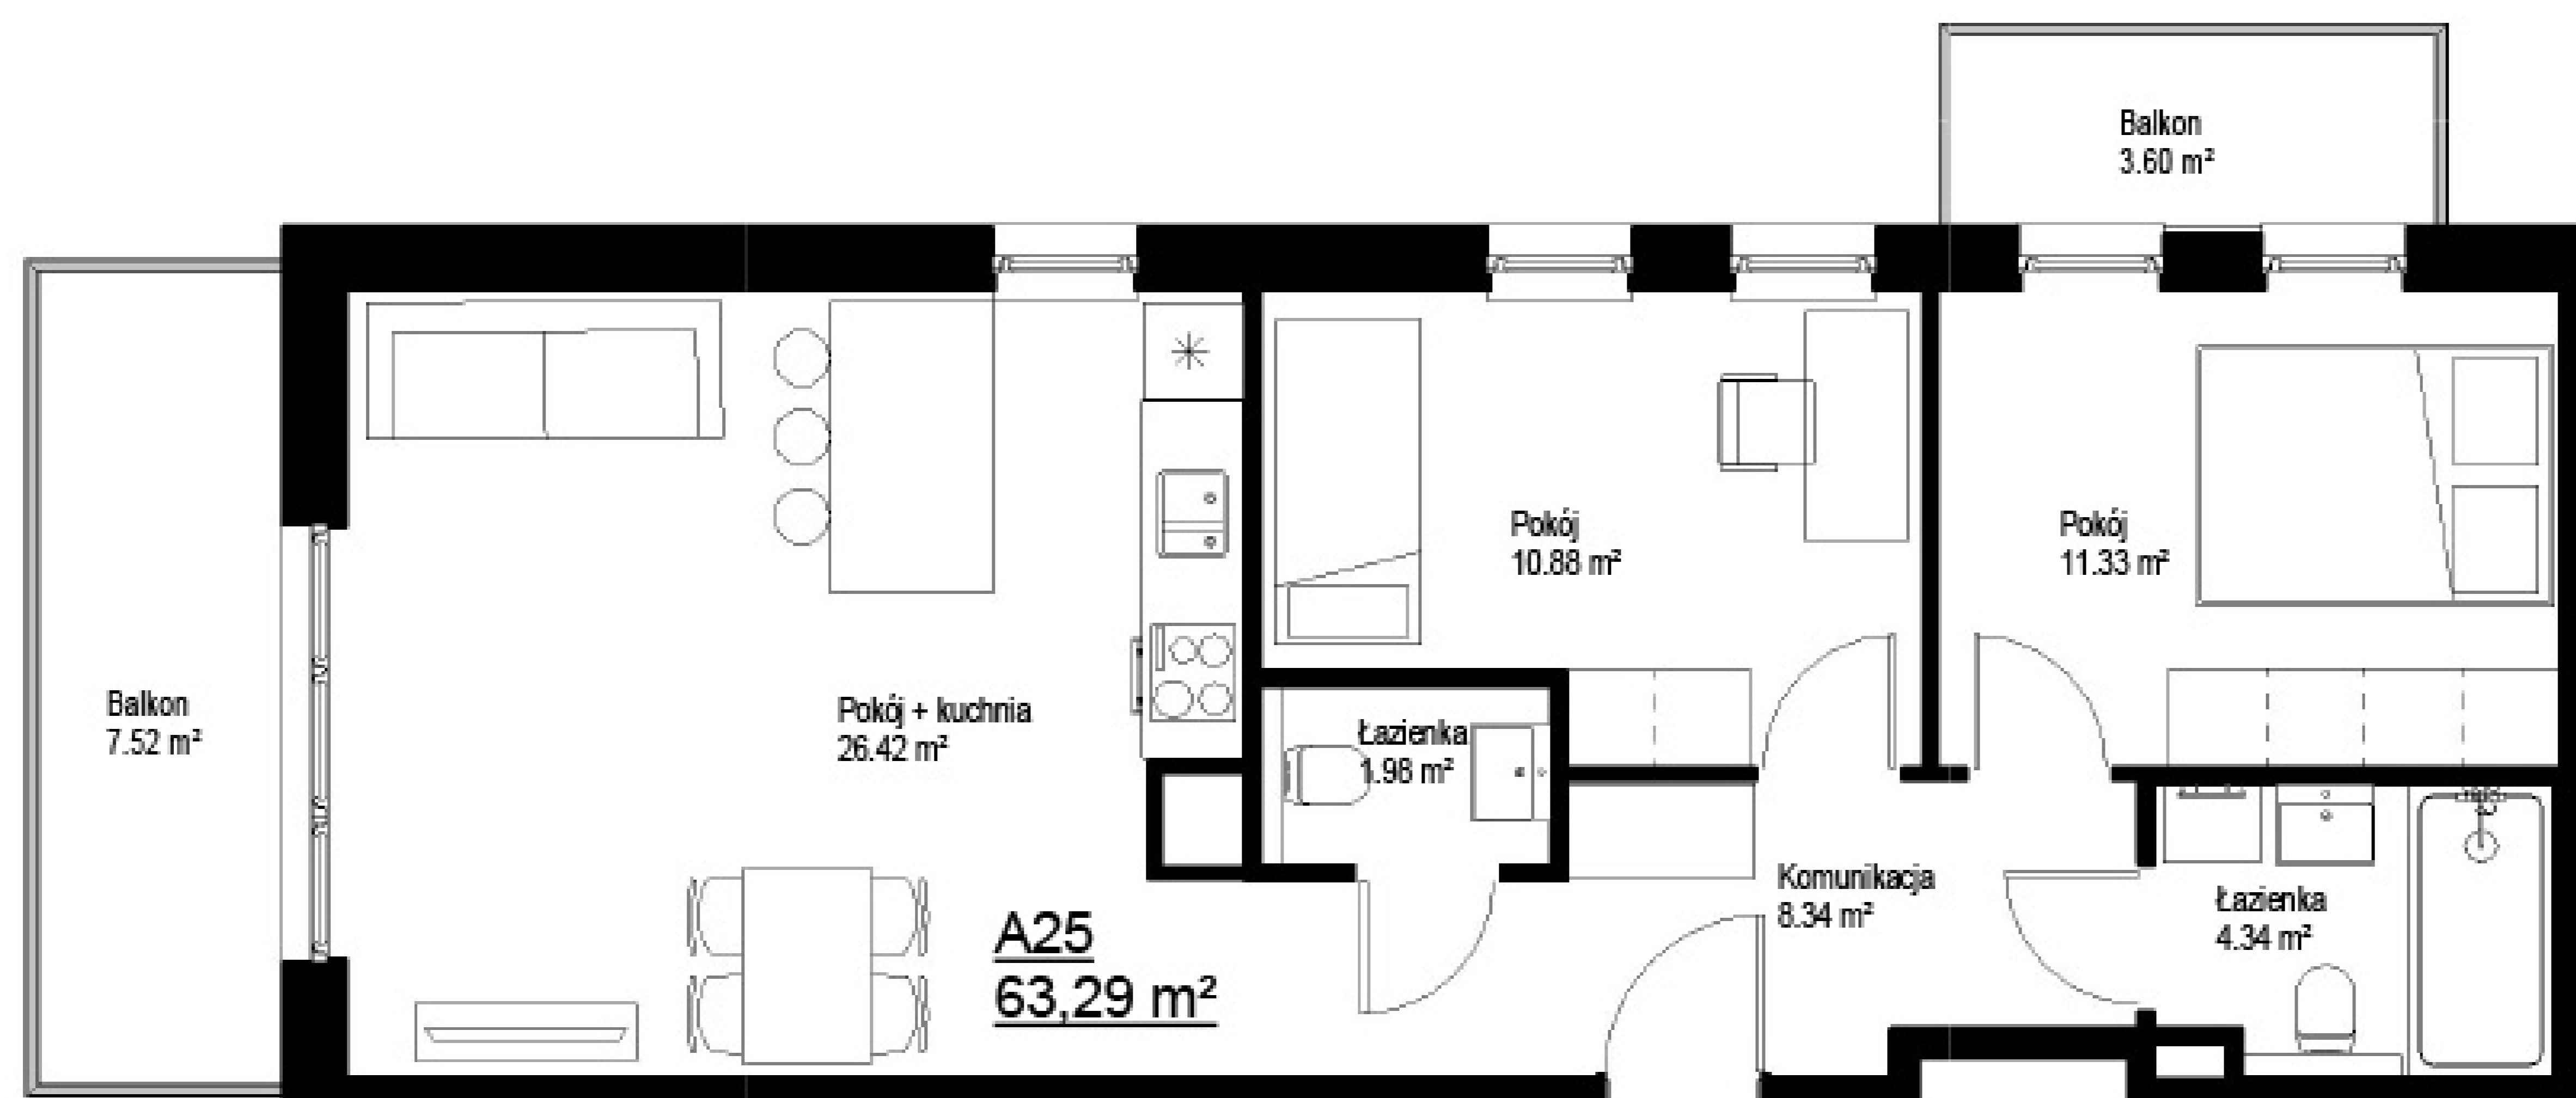 Balkon
3.60 m²
Pokój
10.88 m²
Pokój
11.33 m²
Balkon
7.52 m²
Pokój + kuchnia
26.42 m²
Łazienka
1.98 m²
Komunikacja
8.34 m²
Łazienka
4.34 m²
A25
63,29 m²